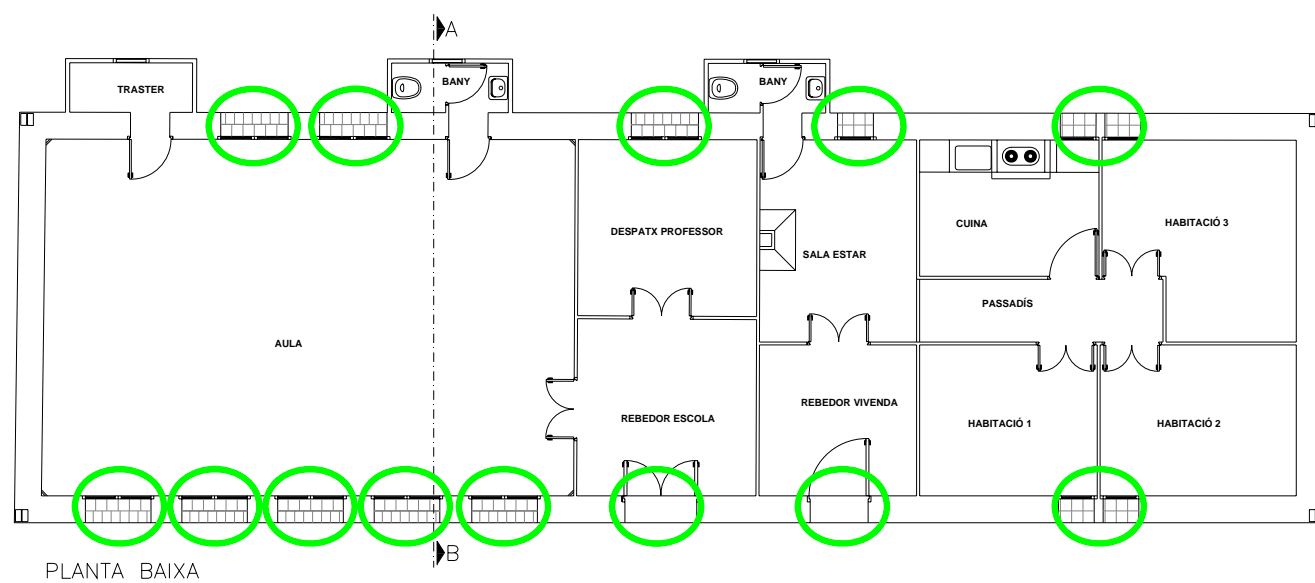 A
TRASTER
BANY
BANY
DESPATX PROFESSOR
CUINA
HABITACIÓ 3
SALA ESTAR
PASSADÍS
AULA
REBEDOR ESCOLA
REBEDOR VIVENDA
HABITACIÓ 1
HABITACIÓ 2
B
PLANTA BAIXA